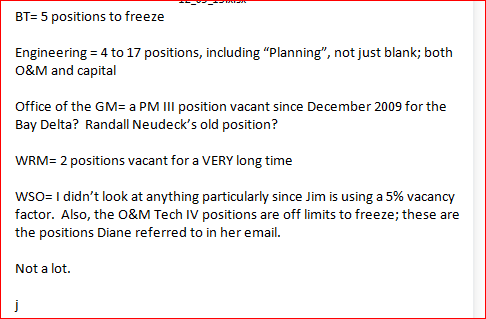 BT= 5 positions to freeze
Engineering = 4 to 17 positions, including “Planning”, not just blank; both
O&M and capital
Office of the GM= a PM III position vacant since December 2009 for the
Bay Delta?  Randall Neudeck’s old position?
WRM= 2 positions vacant for a VERY long time
WSO= I didn’t look at anything particularly since Jim is using a 5% vacancy
factor.  Also, the O&M Tech IV positions are off limits to freeze; these are
the positions Diane referred to in her email.
Not a lot.
j